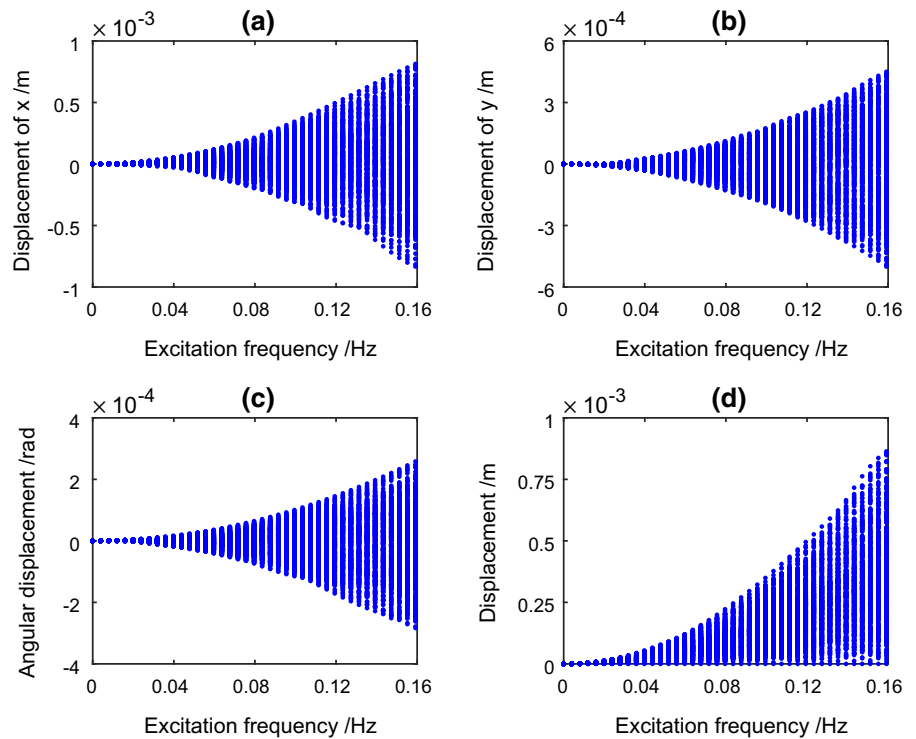 (a)
× 10⁻³
1
0.5
0
-0.5
-1
Displacement of x /m
0 0.04 0.08 0.12 0.16
Excitation frequency /Hz
(b)
× 10⁻⁴
6
3
0
-3
-6
Displacement of y /m
0 0.04 0.08 0.12 0.16
Excitation frequency /Hz
(c)
× 10⁻⁴
4
2
0
-2
-4
Angular displacement /rad
0 0.04 0.08 0.12 0.16
Excitation frequency /Hz
(d)
× 10⁻³
1
0.75
0.5
0.25
0
Displacement /m
0 0.04 0.08 0.12 0.16
Excitation frequency /Hz